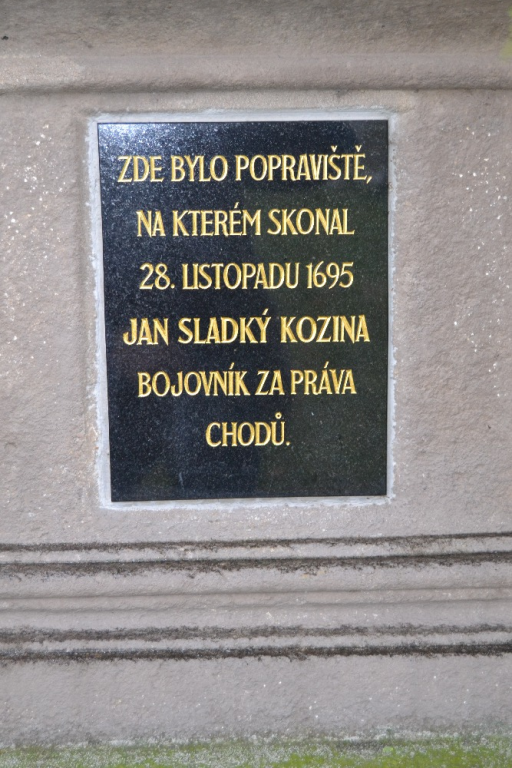 ZDE BYLO POPRAVIŠTĚ,
NA KTERÉM SKONAL
28. LISTOPADU 1695
JAN SLADKÝ KOZINA
BOJOVNÍK ZA PRÁVA
CHODŮ.